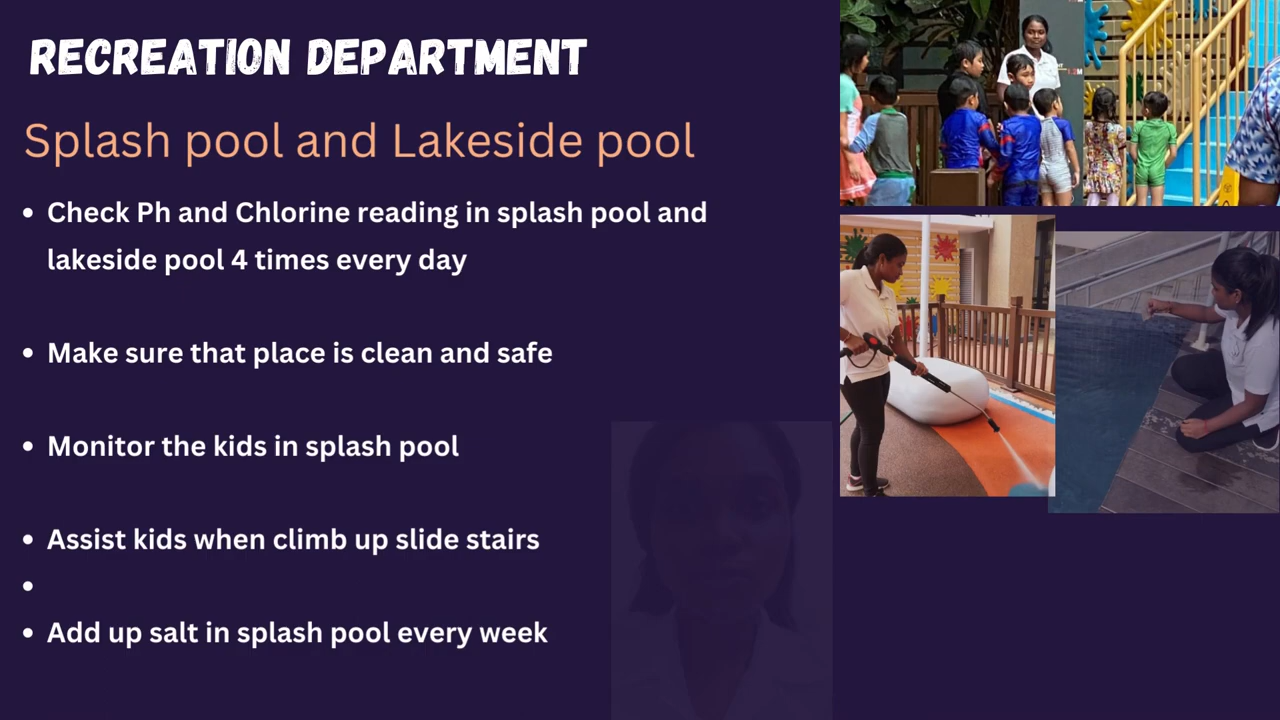 RECREATION DEPARTMENT
Splash pool and Lakeside pool
• Check Ph and Chlorine reading in splash pool and
lakeside pool 4 times every day
• Make sure that place is clean and safe
• Monitor the kids in splash pool
• Assist kids when climb up slide stairs
•
• Add up salt in splash pool every week